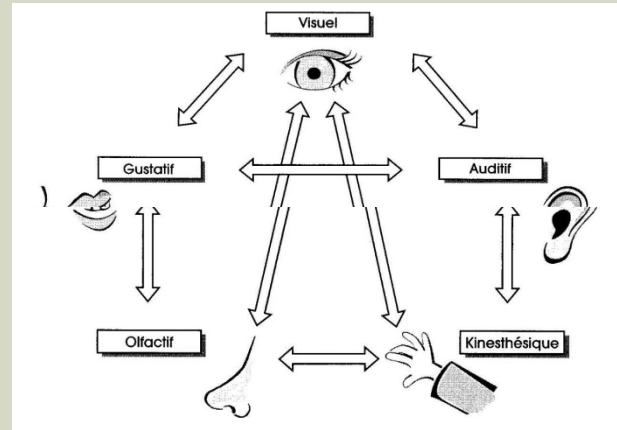 Visuel
Gustatif
Auditif
Olfactif
Kinesthésique